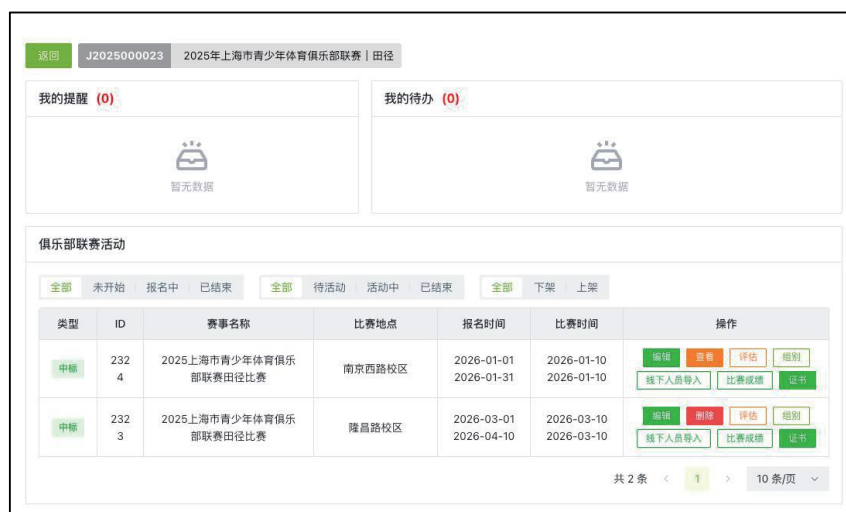 返回 J2025000023 2025年上海市青少年体育俱乐部联赛｜田径
我的提醒 (0) 我的待办 (0)
暂无数据 暂无数据
俱乐部联赛活动
全部 未开始 报名中 已结束 全部 待活动 活动中 已结束 全部 下架 上架
类型 ID 赛事名称 比赛地点 报名时间 比赛时间 操作
中标 232 2025上海市青少年体育俱乐 南京西路校区 2026-01-01 2026-01-10 编辑 查看 评估 组别
4 部联赛田径比赛 2026-01-31 2026-01-10 线下人员导入 比赛成绩 证书
中标 232 2025上海市青少年体育俱乐 隆昌路校区 2026-03-01 2026-03-10 编辑 删除 评估 组别
3 部联赛田径比赛 2026-04-10 2026-03-10 线下人员导入 比赛成绩 证书
共 2 条 < 1 > 10 条/页